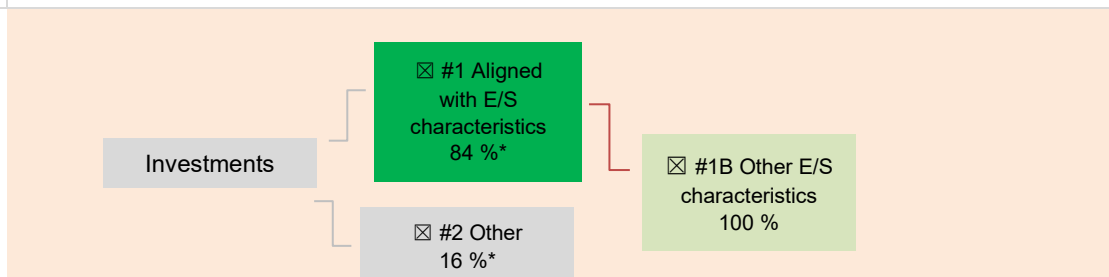 Investments
☒ #1 Aligned
with E/S
characteristics
84 %*
☒ #1B Other E/S
characteristics
100 %
☒ #2 Other
16 %*